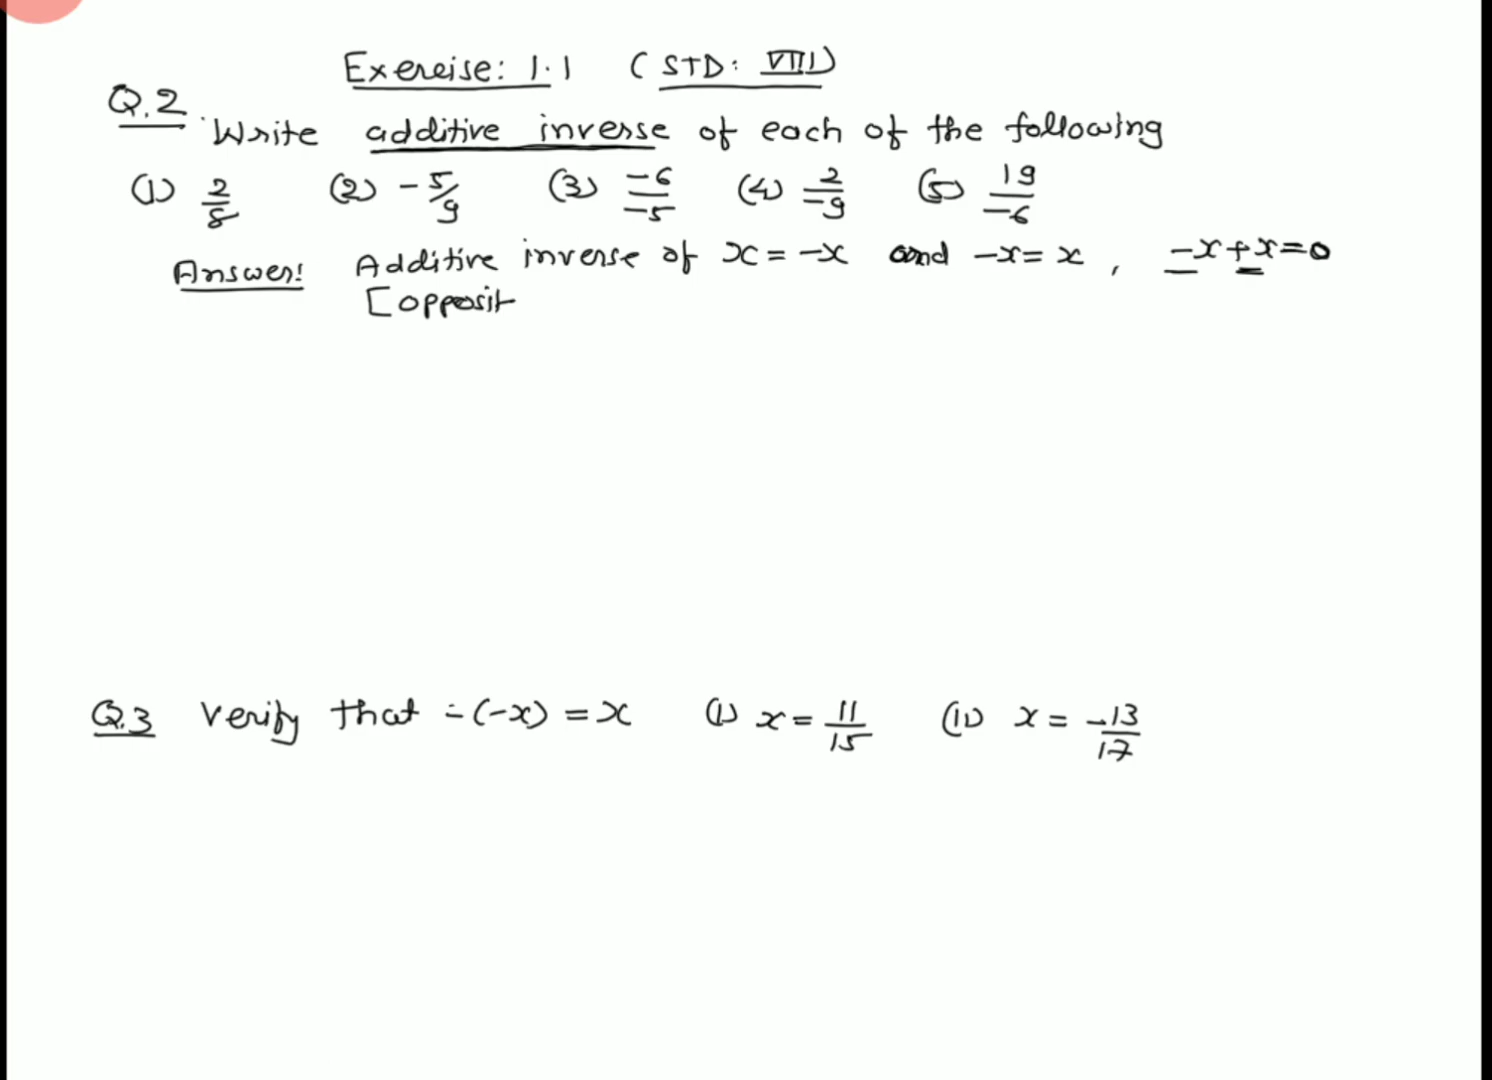 Exercise: 1.1 (STD: VIII)
Q.2 Write additive inverse of each of the following
(1) 2/8 (2) -5/9 (3) -6/-5 (4) 2/-9 (5) 19/-6
Answer: Additive inverse of x = -x and -x = x , -x+x=0
[opposit
Q.3 Verify that -(-x) = x (i) x = 11/15 (ii) x = -13/17